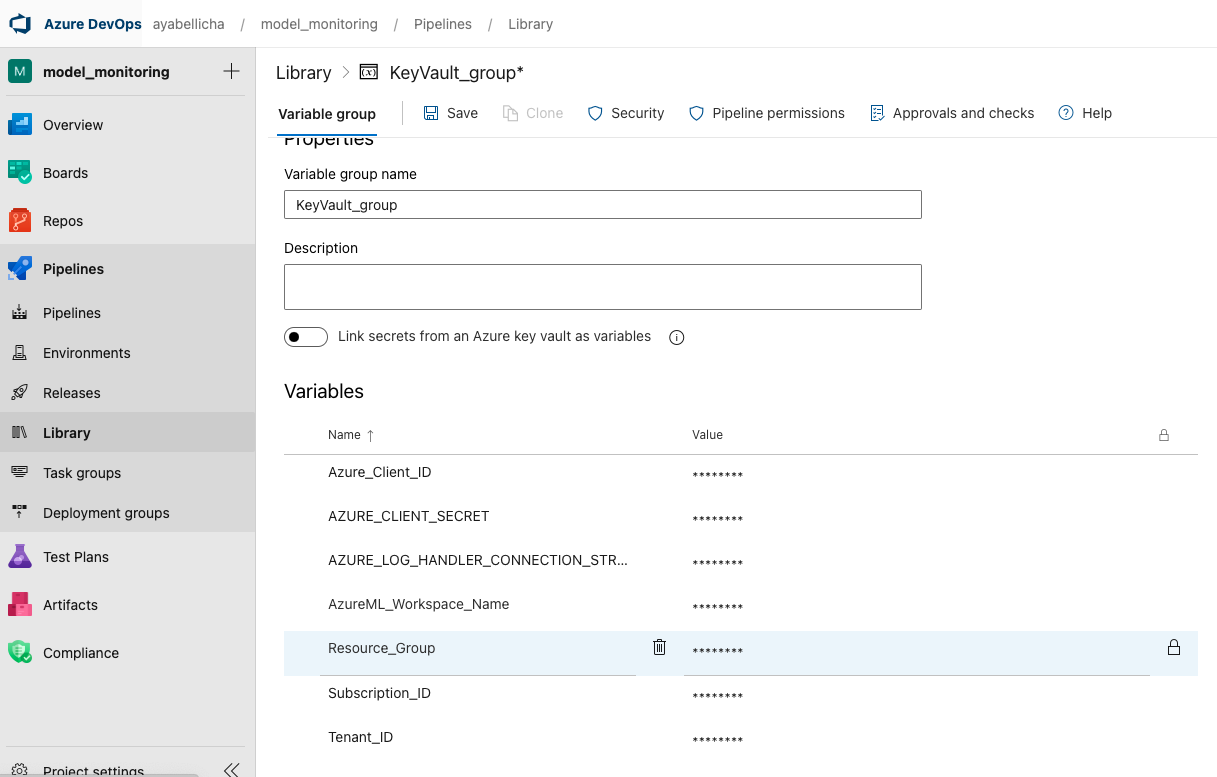 Azure DevOps ayabellicha / model_monitoring / Pipelines / Library
M model_monitoring
Overview
Boards
Repos
Pipelines
Pipelines
Environments
Releases
Library
Task groups
Deployment groups
Test Plans
Artifacts
Compliance
Project settings
Library > (x) KeyVault_group*
Variable group Save Clone Security Pipeline permissions Approvals and checks ? Help
Properties
Variable group name
KeyVault_group
Description
Link secrets from an Azure key vault as variables
Variables
Name ↑ Value
Azure_Client_ID ********
AZURE_CLIENT_SECRET ********
AZURE_LOG_HANDLER_CONNECTION_STR... ********
AzureML_Workspace_Name ********
Resource_Group ********
Subscription_ID ********
Tenant_ID ********